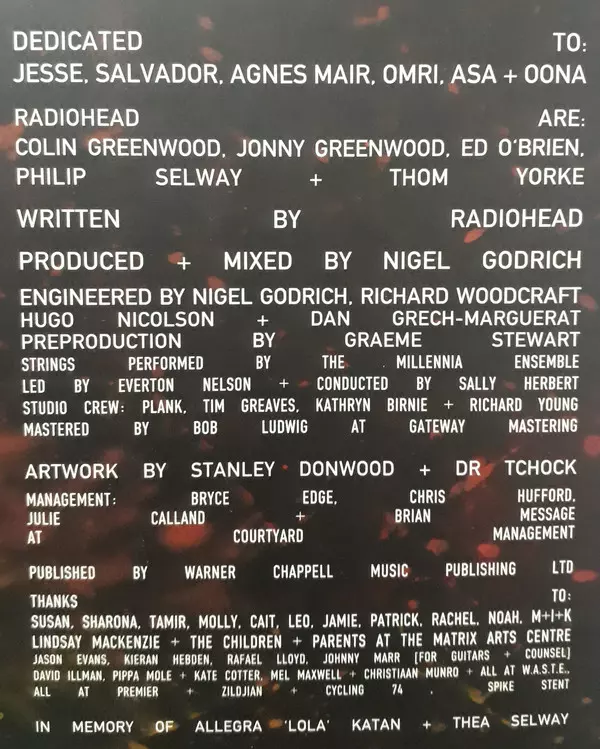 DEDICATED TO:
JESSE, SALVADOR, AGNES MAIR, OMRI, ASA + OONA
RADIOHEAD ARE:
COLIN GREENWOOD, JONNY GREENWOOD, ED O'BRIEN,
PHILIP SELWAY + THOM YORKE
WRITTEN BY RADIOHEAD
PRODUCED + MIXED BY NIGEL GODRICH
ENGINEERED BY NIGEL GODRICH, RICHARD WOODCRAFT
HUGO NICOLSON + DAN GRECH-MARGUERAT
PREPRODUCTION BY GRAEME STEWART
STRINGS PERFORMED BY THE MILLENNIA ENSEMBLE
LED BY EVERTON NELSON + CONDUCTED BY SALLY HERBERT
STUDIO CREW: PLANK, TIM GREAVES, KATHRYN BIRNIE + RICHARD YOUNG
MASTERED BY BOB LUDWIG AT GATEWAY MASTERING
ARTWORK BY STANLEY DONWOOD + DR TCHOCK
MANAGEMENT: BRYCE EDGE, CHRIS HUFFORD,
JULIE CALLAND + BRIAN MESSAGE
AT COURTYARD MANAGEMENT
PUBLISHED BY WARNER CHAPPELL MUSIC PUBLISHING LTD
THANKS TO:
SUSAN, SHARONA, TAMIR, MOLLY, CAIT, LEO, JAMIE, PATRICK, RACHEL, NOAH, M+I+K
LINDSAY MACKENZIE + THE CHILDREN + PARENTS AT THE MATRIX ARTS CENTRE
JASON EVANS, KIERAN HEBDEN, RAFAEL LLOYD, JOHNNY MARR [FOR GUITARS + COUNSEL]
DAVID ILLMAN, PIPPA MOLE + KATE COTTER, MEL MAXWELL + CHRISTIAN MUNRO + ALL AT W.A.S.T.E.,
ALL AT PREMIER + ZILDJIAN + CYCLING 74 . SPIKE STENT
IN MEMORY OF ALLEGRA 'LOLA' KATAN + THEA SELWAY